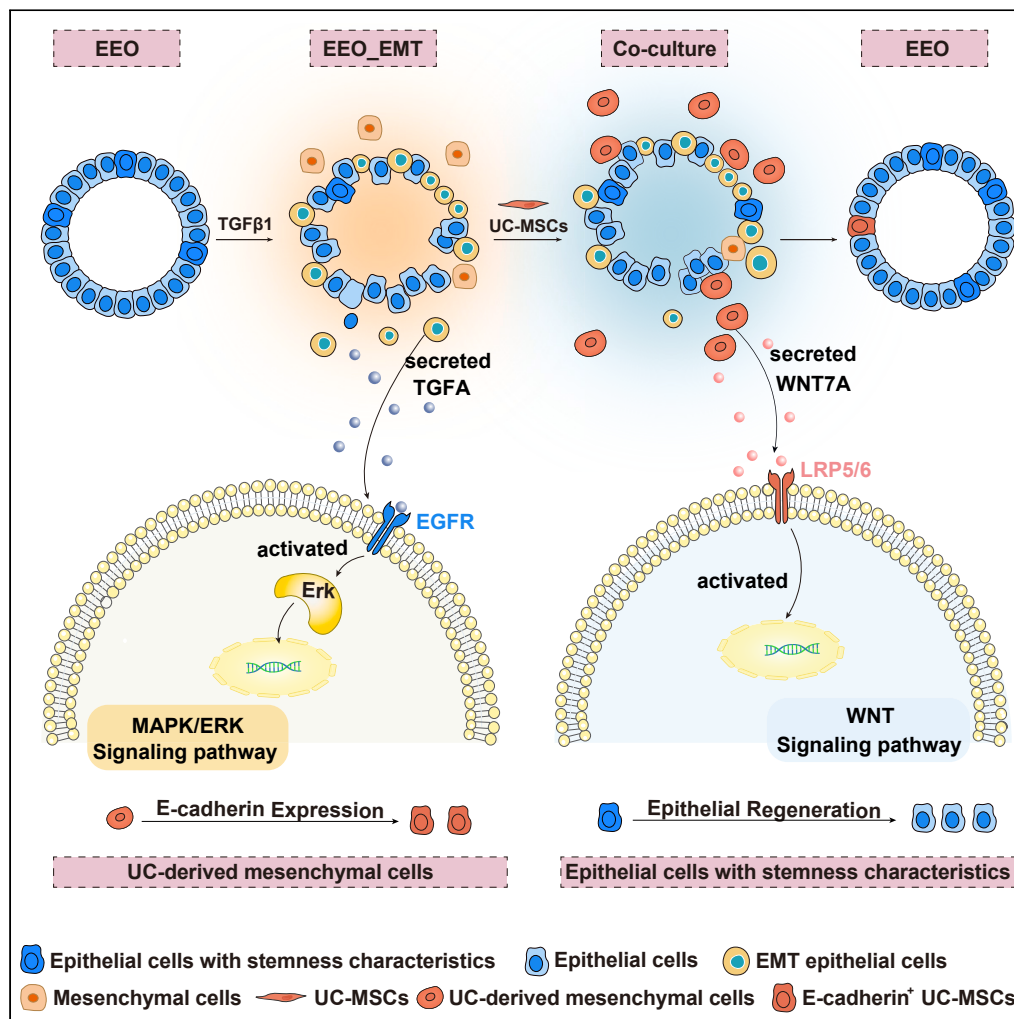 EEO
EEO_EMT
Co-culture
EEO
TGFβ1
UC-MSCs
secreted
TGFA
secreted
WNT7A
LRP5/6
EGFR
activated
Erk
activated
MAPK/ERK
Signaling pathway
WNT
Signaling pathway
E-cadherin Expression
Epithelial Regeneration
UC-derived mesenchymal cells
Epithelial cells with stemness characteristics
Epithelial cells with stemness characteristics
Epithelial cells
EMT epithelial cells
Mesenchymal cells
UC-MSCs
UC-derived mesenchymal cells
E-cadherin⁺ UC-MSCs